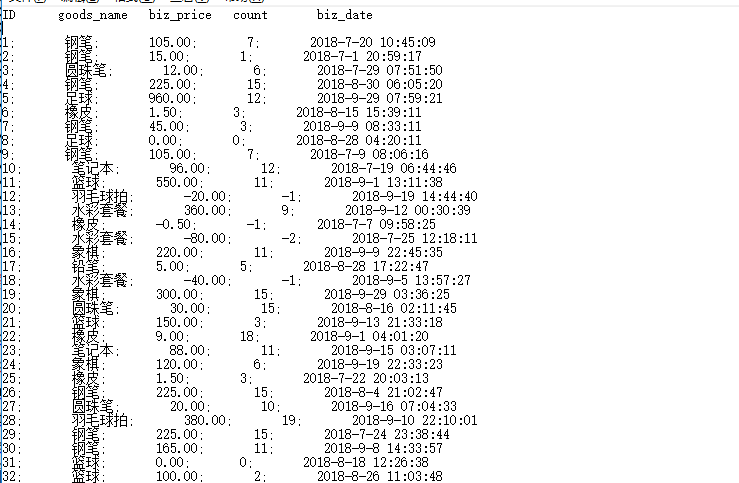 ID goods_name biz_price count biz_date
1; 钢笔; 105.00; 7; 2018-7-20 10:45:09
2; 钢笔; 15.00; 1; 2018-7-1 20:59:17
3; 圆珠笔; 12.00; 6; 2018-7-29 07:51:50
4; 钢笔; 225.00; 15; 2018-8-30 06:05:20
5; 足球; 960.00; 12; 2018-9-29 07:59:21
6; 橡皮; 1.50; 3; 2018-8-15 15:39:11
7; 钢笔; 45.00; 3; 2018-9-9 08:33:11
8; 足球; 0.00; 0; 2018-8-28 04:20:11
9; 钢笔; 105.00; 7; 2018-7-9 08:06:16
10; 笔记本; 96.00; 12; 2018-7-19 06:44:46
11; 篮球; 550.00; 11; 2018-9-1 13:11:38
12; 羽毛球拍; -20.00; -1; 2018-9-19 14:44:40
13; 水彩套餐; 360.00; 9; 2018-9-12 00:30:39
14; 橡皮; -0.50; -1; 2018-7-7 09:58:25
15; 水彩套餐; -80.00; -2; 2018-7-25 12:18:11
16; 象棋; 220.00; 11; 2018-9-9 22:45:35
17; 铅笔; 5.00; 5; 2018-8-28 17:22:47
18; 水彩套餐; -40.00; -1; 2018-9-5 13:57:27
19; 象棋; 300.00; 15; 2018-9-29 03:36:25
20; 圆珠笔; 30.00; 15; 2018-8-16 02:11:45
21; 篮球; 150.00; 3; 2018-9-13 21:33:18
22; 橡皮; 9.00; 18; 2018-9-1 04:01:20
23; 笔记本; 88.00; 11; 2018-9-15 03:07:11
24; 象棋; 120.00; 6; 2018-9-19 22:33:23
25; 橡皮; 1.50; 3; 2018-7-22 20:03:13
26; 钢笔; 225.00; 15; 2018-8-4 21:02:47
27; 圆珠笔; 20.00; 10; 2018-9-16 07:04:33
28; 羽毛球拍; 380.00; 19; 2018-9-10 22:10:01
29; 钢笔; 225.00; 15; 2018-7-24 23:38:44
30; 钢笔; 165.00; 11; 2018-9-8 14:33:57
31; 篮球; 0.00; 0; 2018-8-18 12:26:38
32; 篮球; 100.00; 2; 2018-8-26 11:03:48